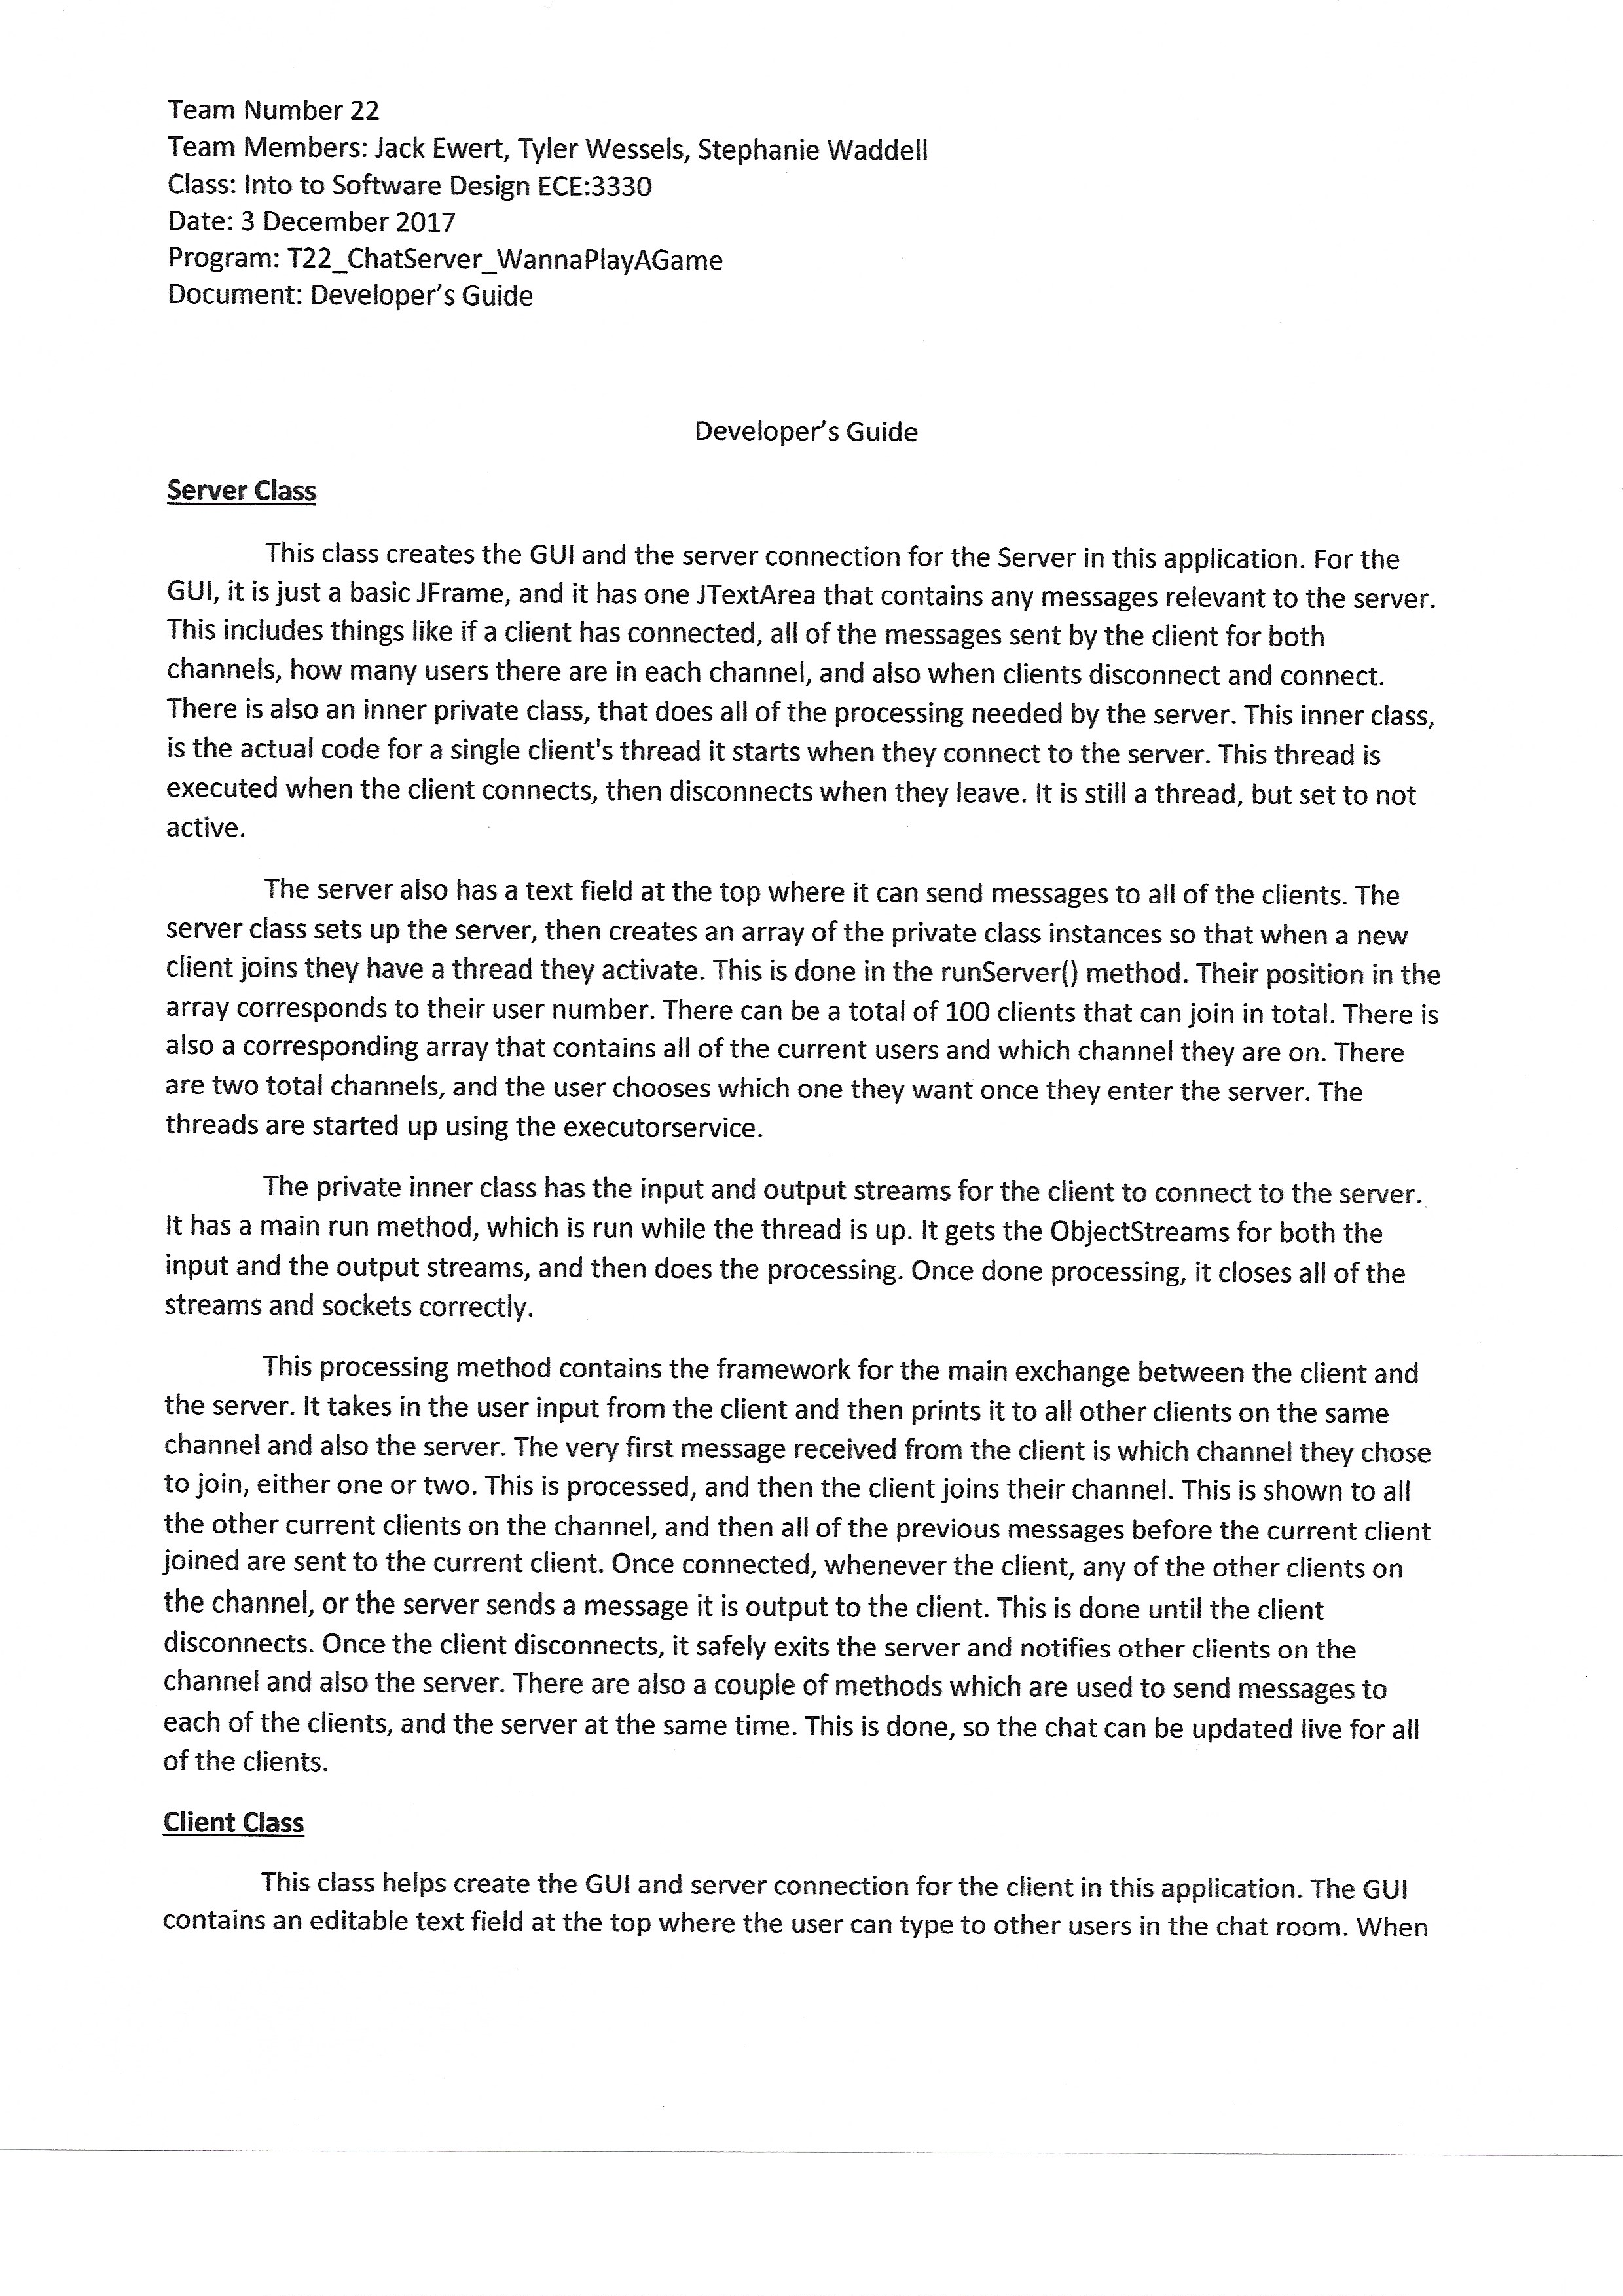 Team Number 22
Team Members: Jack Ewert, Tyler Wessels, Stephanie Waddell
Class: Into to Software Design ECE:3330
Date: 3 December 2017
Program: T22_ChatServer_WannaPlayAGame
Document: Developer's Guide
Developer's Guide
Server Class
This class creates the GUI and the server connection for the Server in this application. For the
GUI, it is just a basic JFrame, and it has one JTextArea that contains any messages relevant to the server.
This includes things like if a client has connected, all of the messages sent by the client for both
channels, how many users there are in each channel, and also when clients disconnect and connect.
There is also an inner private class, that does all of the processing needed by the server. This inner class,
is the actual code for a single client's thread it starts when they connect to the server. This thread is
executed when the client connects, then disconnects when they leave. It is still a thread, but set to not
active.
The server also has a text field at the top where it can send messages to all of the clients. The
server class sets up the server, then creates an array of the private class instances so that when a new
client joins they have a thread they activate. This is done in the runServer() method. Their position in the
array corresponds to their user number. There can be a total of 100 clients that can join in total. There is
also a corresponding array that contains all of the current users and which channel they are on. There
are two total channels, and the user chooses which one they want once they enter the server. The
threads are started up using the executorservice.
The private inner class has the input and output streams for the client to connect to the server.
It has a main run method, which is run while the thread is up. It gets the ObjectStreams for both the
input and the output streams, and then does the processing. Once done processing, it closes all of the
streams and sockets correctly.
This processing method contains the framework for the main exchange between the client and
the server. It takes in the user input from the client and then prints it to all other clients on the same
channel and also the server. The very first message received from the client is which channel they chose
to join, either one or two. This is processed, and then the client joins their channel. This is shown to all
the other current clients on the channel, and then all of the previous messages before the current client
joined are sent to the current client. Once connected, whenever the client, any of the other clients on
the channel, or the server sends a message it is output to the client. This is done until the client
disconnects. Once the client disconnects, it safely exits the server and notifies other clients on the
channel and also the server. There are also a couple of methods which are used to send messages to
each of the clients, and the server at the same time. This is done, so the chat can be updated live for all
of the clients.
Client Class
This class helps create the GUI and server connection for the client in this application. The GUI
contains an editable text field at the top where the user can type to other users in the chat room. When